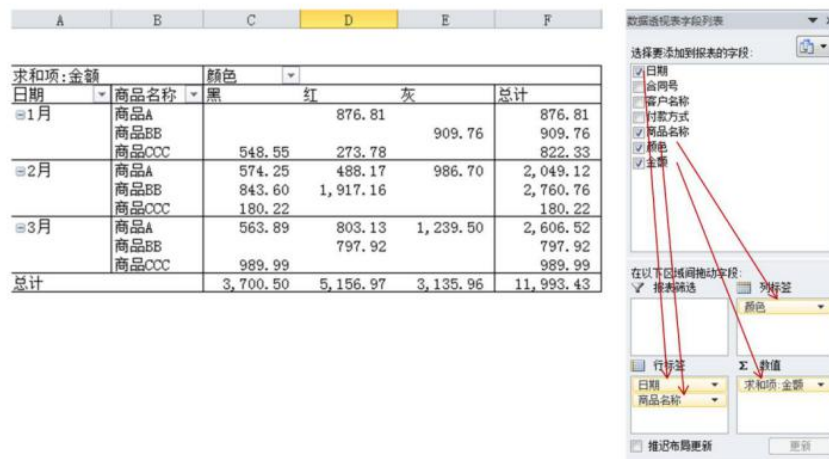 A B C D E F
求和项:金额 颜色
日期 商品名称 黑 红 灰 总计
1月 商品A 876.81 876.81
商品BB 909.76 909.76
商品CCC 548.55 273.78 822.33
2月 商品A 574.25 488.17 986.70 2,049.12
商品BB 843.60 1,917.16 2,760.76
商品CCC 180.22 180.22
3月 商品A 563.89 803.13 1,239.50 2,606.52
商品BB 797.92 797.92
商品CCC 989.99 989.99
总计 3,700.50 5,156.97 3,135.96 11,993.43
数据透视表字段列表
选择要添加到报表的字段:
日期
合同号
客户名称
付款方式
商品名称
颜色
金额
在以下区域间拖动字段:
报表筛选 列标签
颜色
行标签 Σ 数值
日期 求和项:金额
商品名称
推迟布局更新 更新